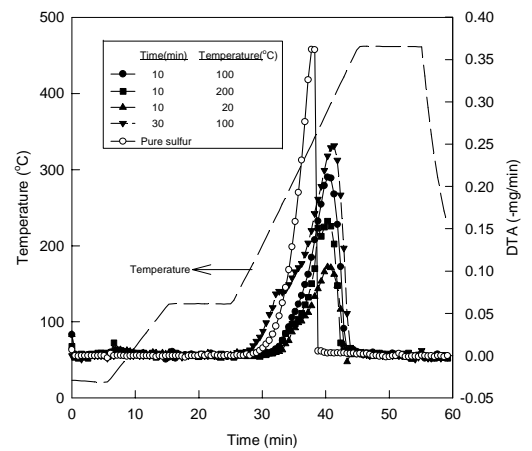 500
400
300
200
100
0
Temperature (°C)
0.40
0.35
0.30
0.25
0.20
0.15
0.10
0.05
0.00
-0.05
DTA (-mg/min)
Time(min) Temperature(°C)
10 100
10 200
10 20
30 100
Pure sulfur
Temperature
0 10 20 30 40 50 60
Time (min)